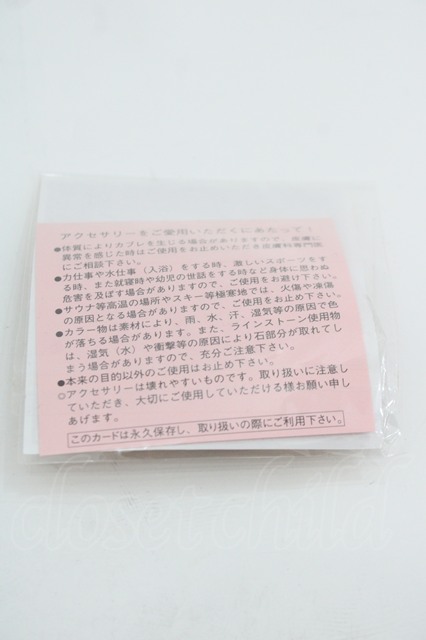 アクセサリーをご愛用いただくにあたって！
●体質によりカブレを生じる場合がありますので、皮膚に
異常を感じた時はご使用をお止めいただき皮膚科専門医
にご相談下さい。
●力仕事や水仕事（入浴）をする時、激しいスポーツをす
る時、また就寝時や幼児の世話をする時など身体に思わぬ
危害を及ぼす場合がありますので、ご使用をお避け下さい。
●サウナ等高温の場所やスキー等極寒地では、火傷や凍傷
の原因となる場合がありますので、ご使用をお止め下さい。
●カラー物は素材により、雨、水、汗、湿気等の原因で色
が落ちる場合があります。また、ラインストーン使用物
は、湿気（水）や衝撃等の原因により石部分が取れてし
まう場合がありますので、充分ご注意下さい。
●本来の目的以外のご使用はお止め下さい。
○アクセサリーは壊れやすいものです。取り扱いに注意し
ていただき、大切にご使用していただける様お願い申し
あげます。
このカードは永久保存し、取り扱いの際にご利用下さい。
closet child